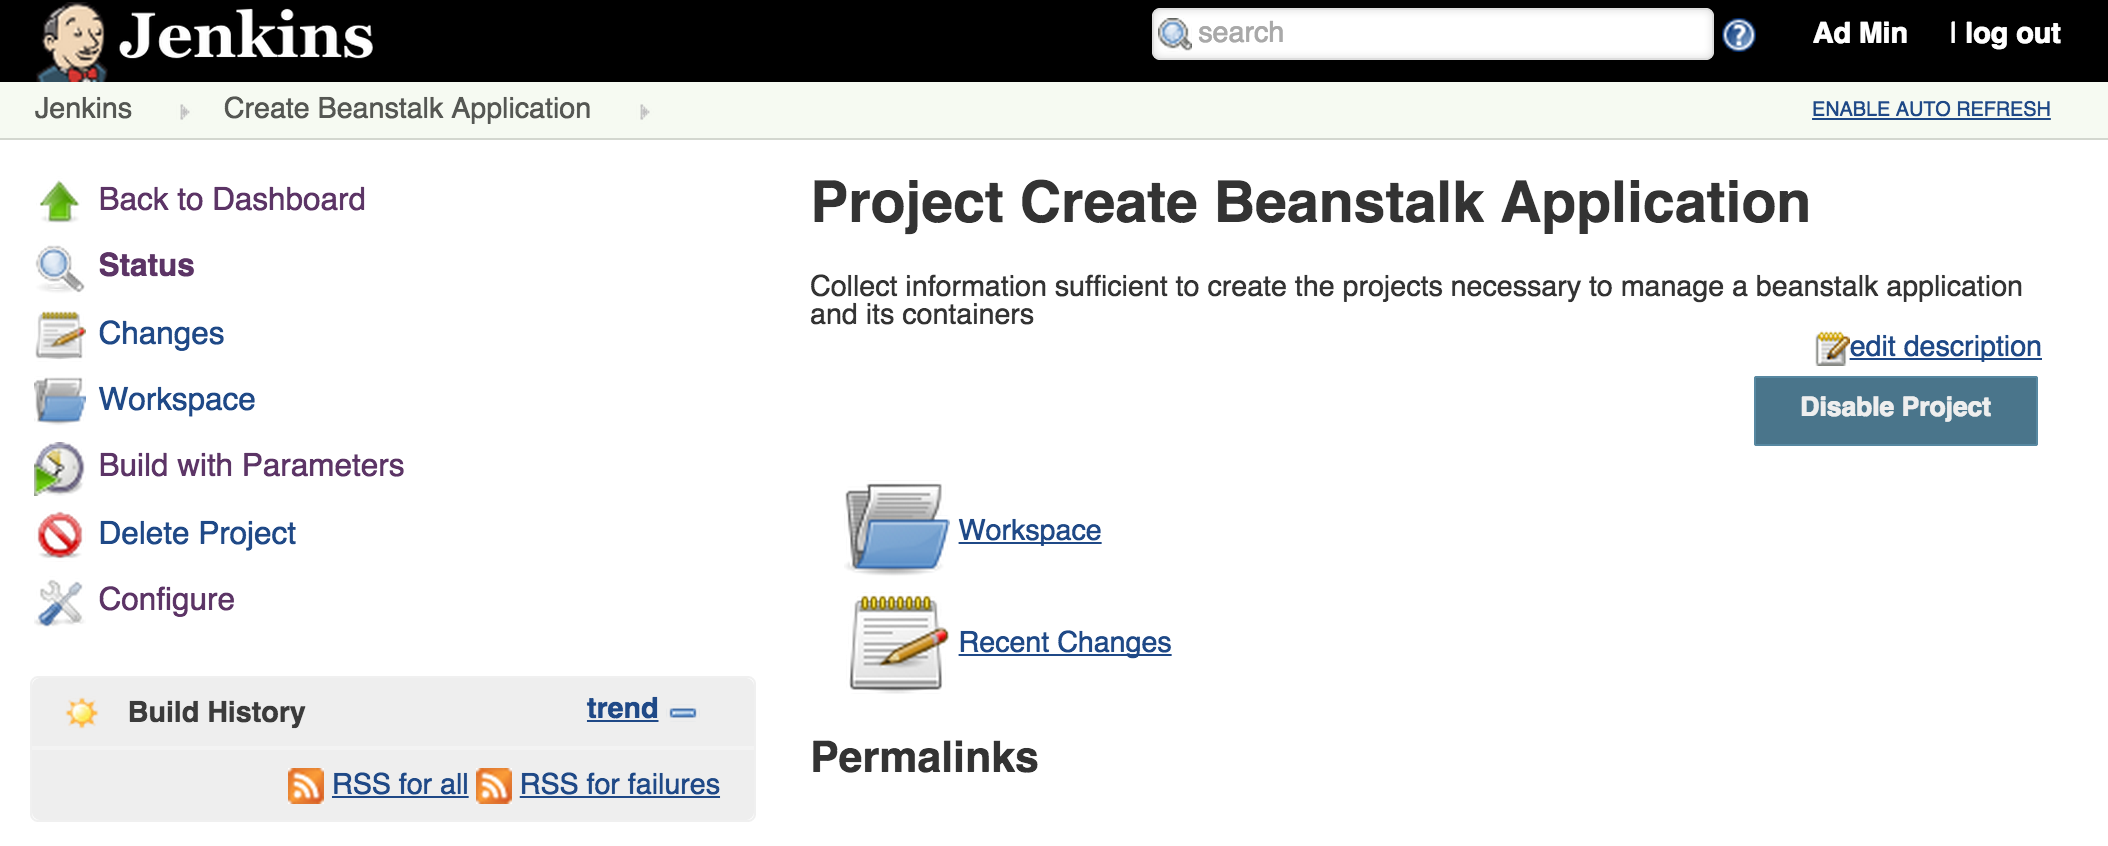 Jenkins
search
Ad Min
| log out
Jenkins
Create Beanstalk Application
ENABLE AUTO REFRESH
Back to Dashboard
Status
Changes
Workspace
Build with Parameters
Delete Project
Configure
Build History
trend
RSS for all
RSS for failures
Project Create Beanstalk Application
Collect information sufficient to create the projects necessary to manage a beanstalk application
and its containers
edit description
Disable Project
Workspace
Recent Changes
Permalinks